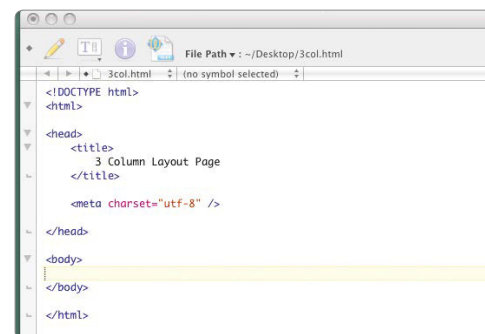 File Path ▾ : ~/Desktop/3col.html
3col.html (no symbol selected)
<!DOCTYPE html>
<html>
<head>
<title>
3 Column Layout Page
</title>
<meta charset="utf-8" />
</head>
<body>
</body>
</html>